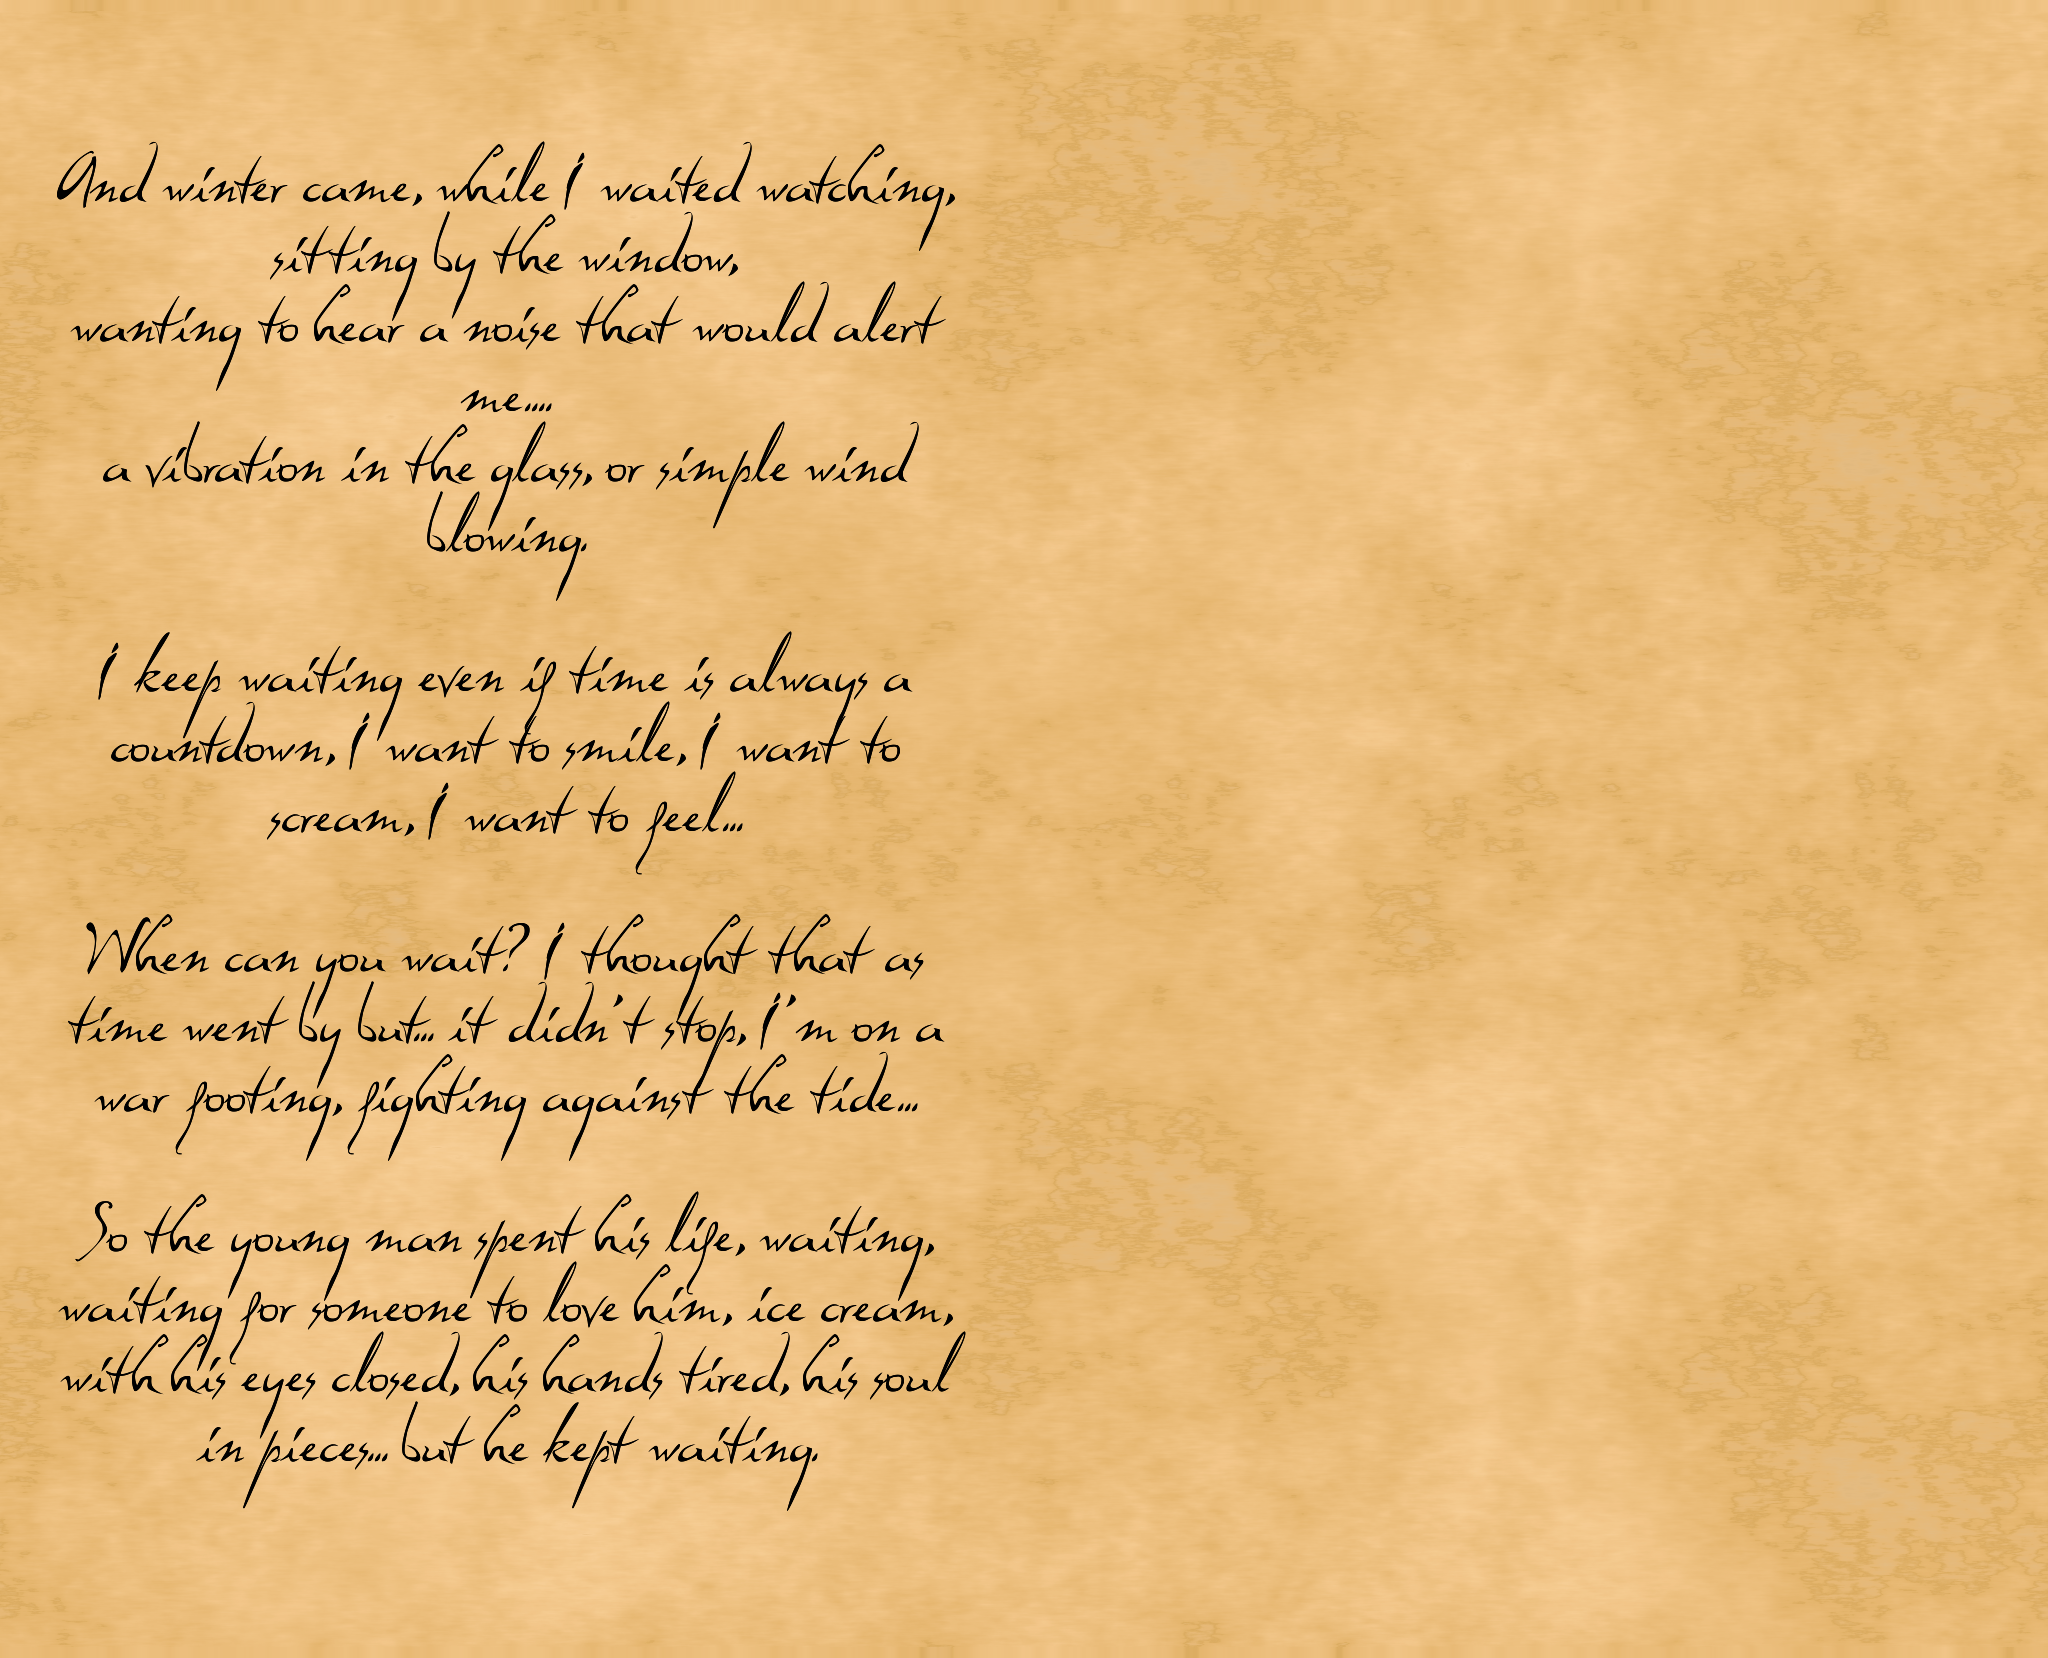 And winter came, while I waited watching,
sitting by the window,
wanting to hear a noise that would alert
me....
a vibration in the glass, or simple wind
blowing.
I keep waiting even if time is always a
countdown, I want to smile, I want to
scream, I want to feel...
When can you wait? I thought that as
time went by but... it didn't stop, I'm on a
war footing, fighting against the tide...
So the young man spent his life, waiting,
waiting for someone to love him, ice cream,
with his eyes closed, his hands tired, his soul
in pieces... but he kept waiting.